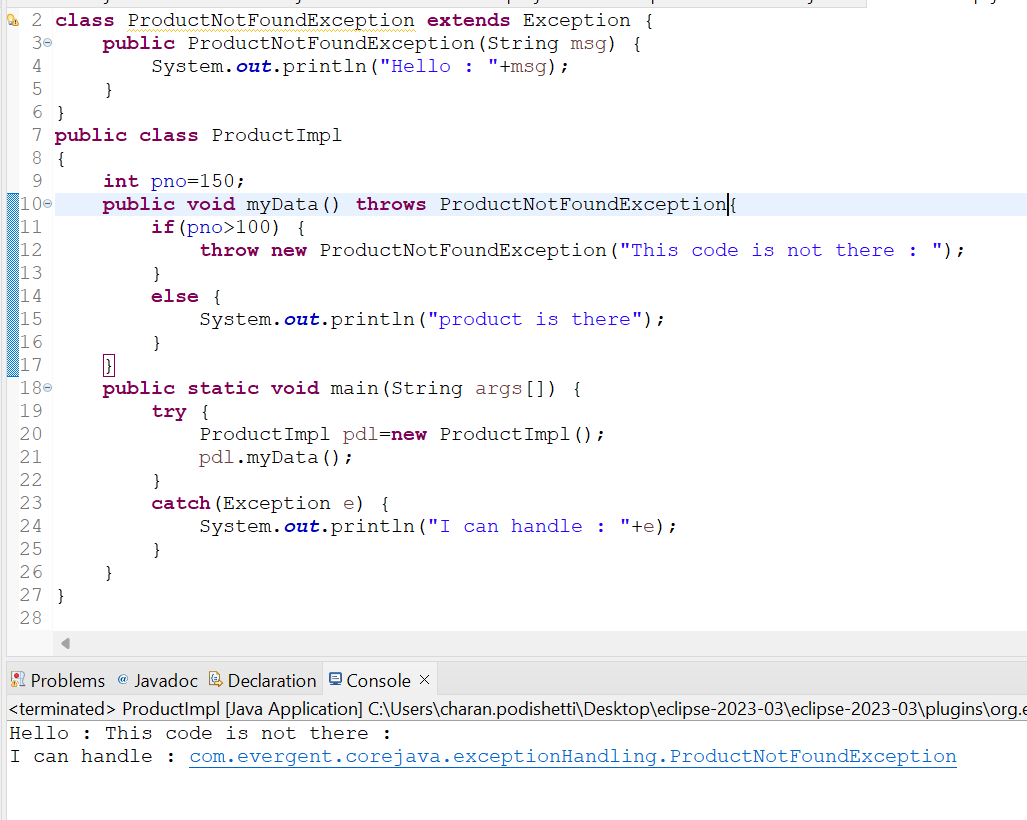 2 class ProductNotFoundException extends Exception {
3 public ProductNotFoundException(String msg) {
4 System.out.println("Hello : "+msg);
5 }
6 }
7 public class ProductImpl
8 {
9 int pno=150;
10 public void myData() throws ProductNotFoundException{
11 if(pno>100) {
12 throw new ProductNotFoundException("This code is not there : ");
13 }
14 else {
15 System.out.println("product is there");
16 }
17 }
18 public static void main(String args[]) {
19 try {
20 ProductImpl pdl=new ProductImpl();
21 pdl.myData();
22 }
23 catch(Exception e) {
24 System.out.println("I can handle : "+e);
25 }
26 }
27 }
28
Problems @ Javadoc Declaration Console ×
<terminated> ProductImpl [Java Application] C:\Users\charan.podishetti\Desktop\eclipse-2023-03\eclipse-2023-03\plugins\org.e
Hello : This code is not there :
I can handle : com.evergent.corejava.exceptionHandling.ProductNotFoundException